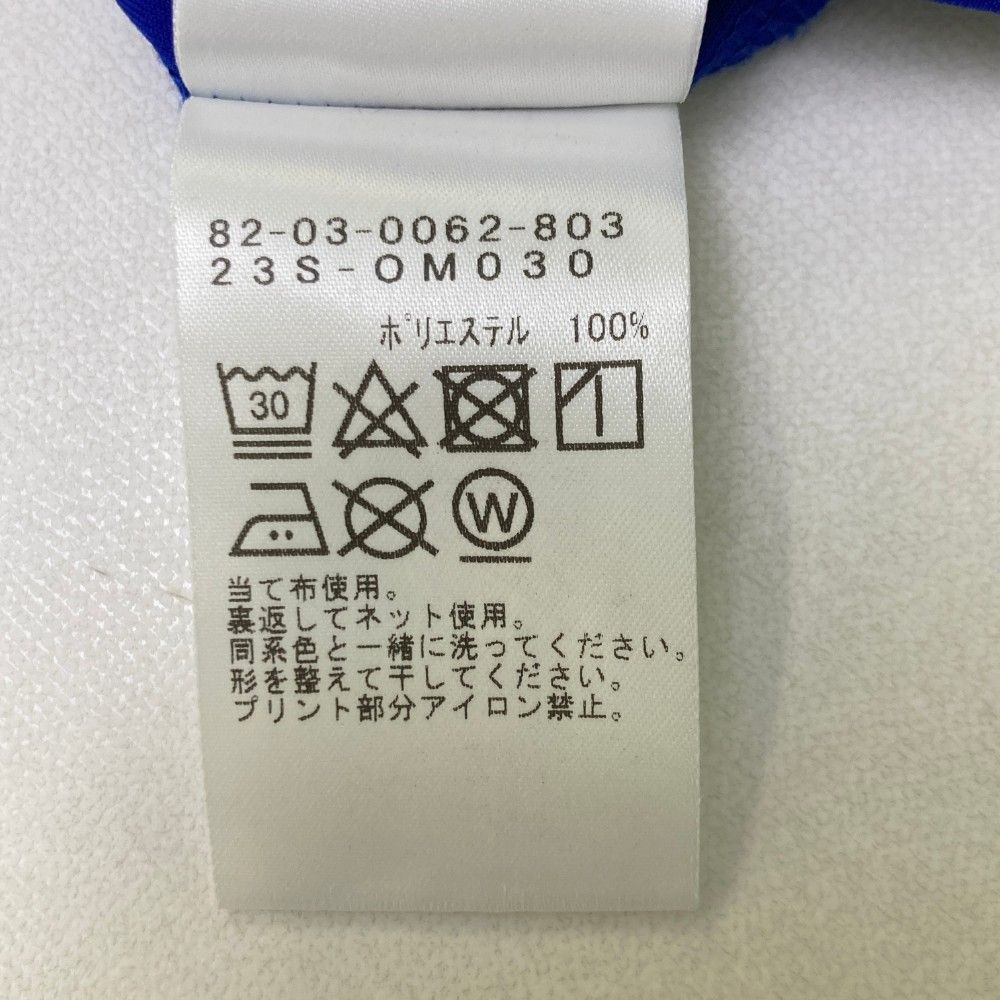 82-03-0062-803
23S-OM030
ポリエステル 100%
30
W
当て布使用。
裏返してネット使用。
同系色と一緒に洗ってください。
形を整えて干してください。
プリント部分アイロン禁止。